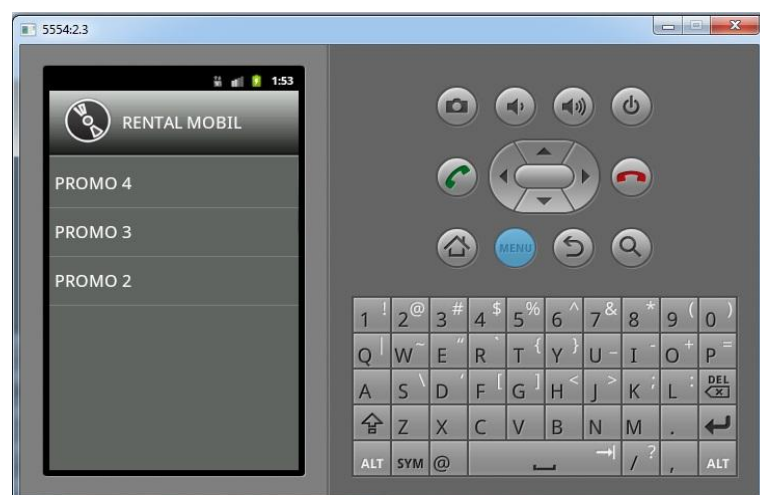 5554:2.3
1:53
RENTAL MOBIL
PROMO 4
PROMO 3
PROMO 2
MENU
1 ! 2 @ 3 # 4 $ 5 % 6 ^ 7 & 8 * 9 ( 0 )
Q | W ~ E " R ` T { Y } U _ I - O + P =
A S \ D ' F [ G ] H < J > K ; L : DEL
Z X C V B N M .
ALT SYM @ / ? , ALT